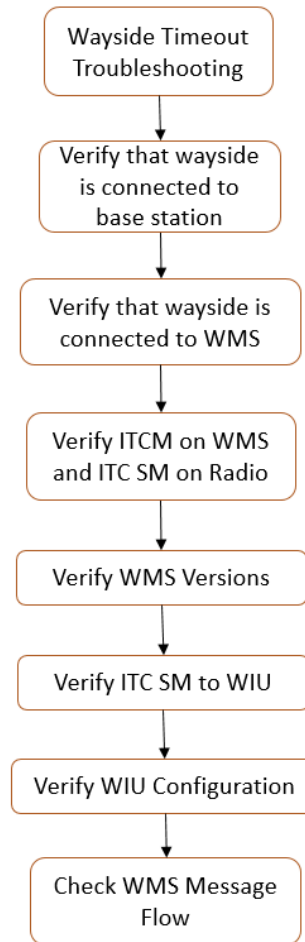 Wayside Timeout
Troubleshooting
Verify that wayside
is connected to
base station
Verify that wayside is
connected to WMS
Verify ITCM on WMS
and ITC SM on Radio
Verify WMS Versions
Verify ITC SM to WIU
Verify WIU Configuration
Check WMS Message
Flow